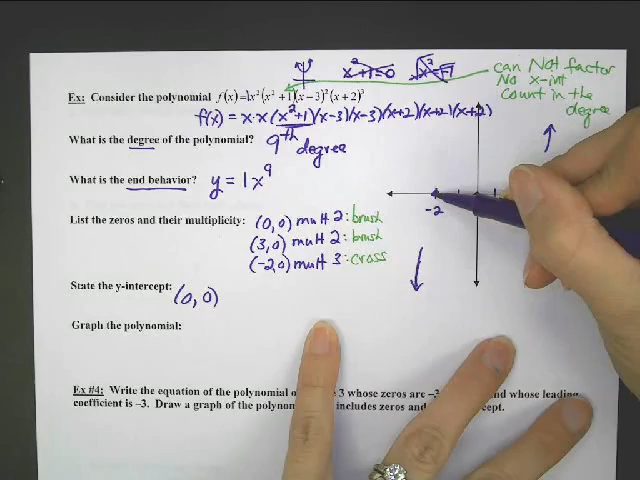 x²+1=0 √x²=√-1
can Not factor
No x-int
Count in the
degree
Ex: Consider the polynomial f(x)=1x²(x²+1)(x−3)²(x+2)³
f(x) = x·x(x²+1)(x-3)(x-3)(x+2)(x+2)(x+2)
What is the degree of the polynomial? 9th degree
What is the end behavior? y = 1x⁹
-2
List the zeros and their multiplicity: (0,0) mult 2: brush
(3,0) mult 2: brush
(-2,0) mult 3: cross
State the y-intercept: (0,0)
Graph the polynomial:
Ex #4: Write the equation of the polynomial 3 whose zeros are −3, and whose leading
coefficient is −3. Draw a graph of the includes zeros and